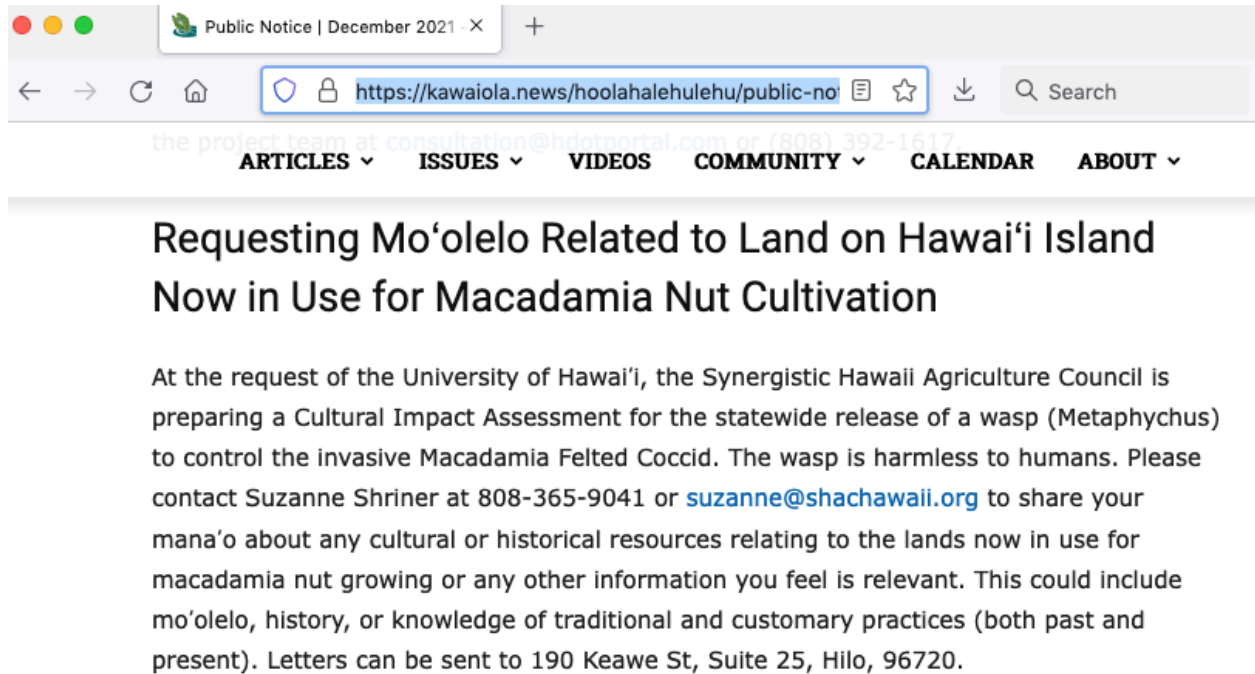 Public Notice | December 2021 -
https://kawaiola.news/hoolahalehulehu/public-no
Search
the project team at consultation@hdotportal.com or (808) 392-1617.
ARTICLES ISSUES VIDEOS COMMUNITY CALENDAR ABOUT
Requesting Moʻolelo Related to Land on Hawaiʻi Island
Now in Use for Macadamia Nut Cultivation
At the request of the University of Hawai’i, the Synergistic Hawaii Agriculture Council is
preparing a Cultural Impact Assessment for the statewide release of a wasp (Metaphychus)
to control the invasive Macadamia Felted Coccid. The wasp is harmless to humans. Please
contact Suzanne Shriner at 808-365-9041 or suzanne@shachawaii.org to share your
mana’o about any cultural or historical resources relating to the lands now in use for
macadamia nut growing or any other information you feel is relevant. This could include
mo’olelo, history, or knowledge of traditional and customary practices (both past and
present). Letters can be sent to 190 Keawe St, Suite 25, Hilo, 96720.